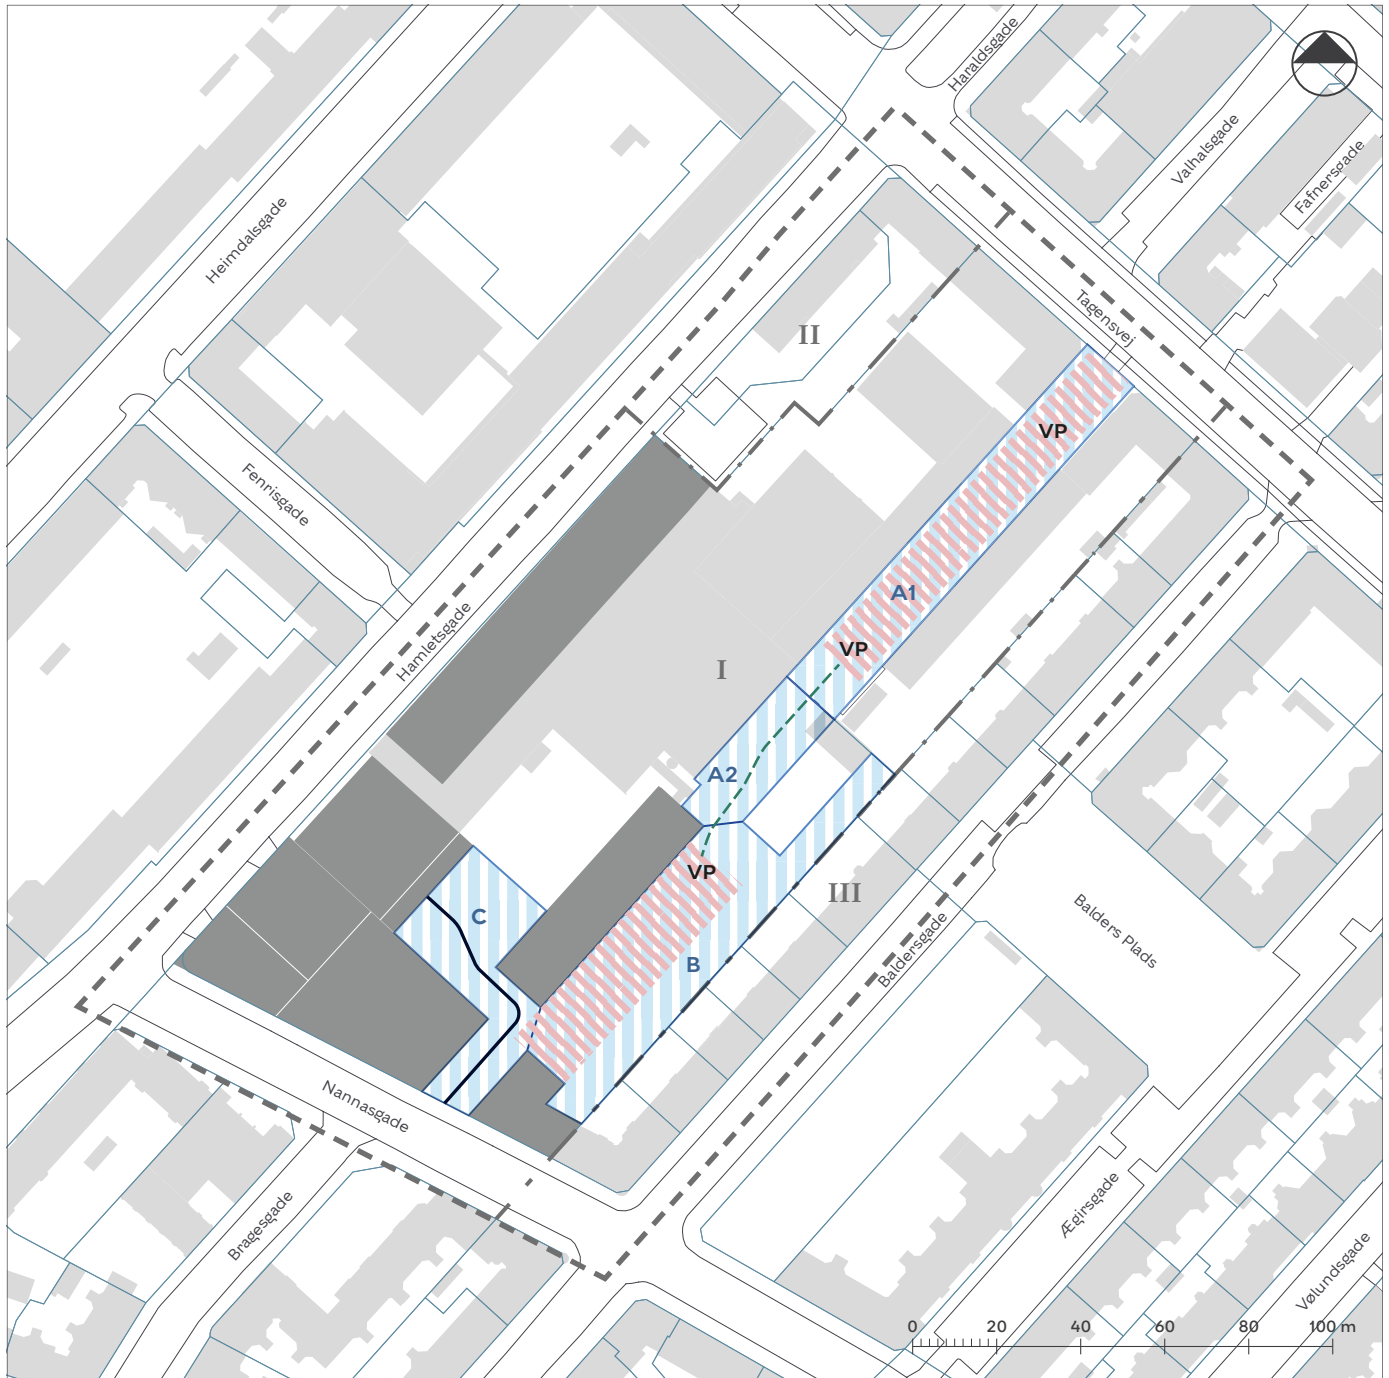 Haraldsgade
Valhalsgade
Fafnersgade
Heimdalsgade
Tagensvej
II
VP
Fenrisgade
A1
Hamletsgade
VP
I
A2
VP
III
C
Balders Plads
Baldersgade
B
Nannasgade
Bragesgade
Ægirsgade
Vølundsgade
0 20 40 60 80 100 m